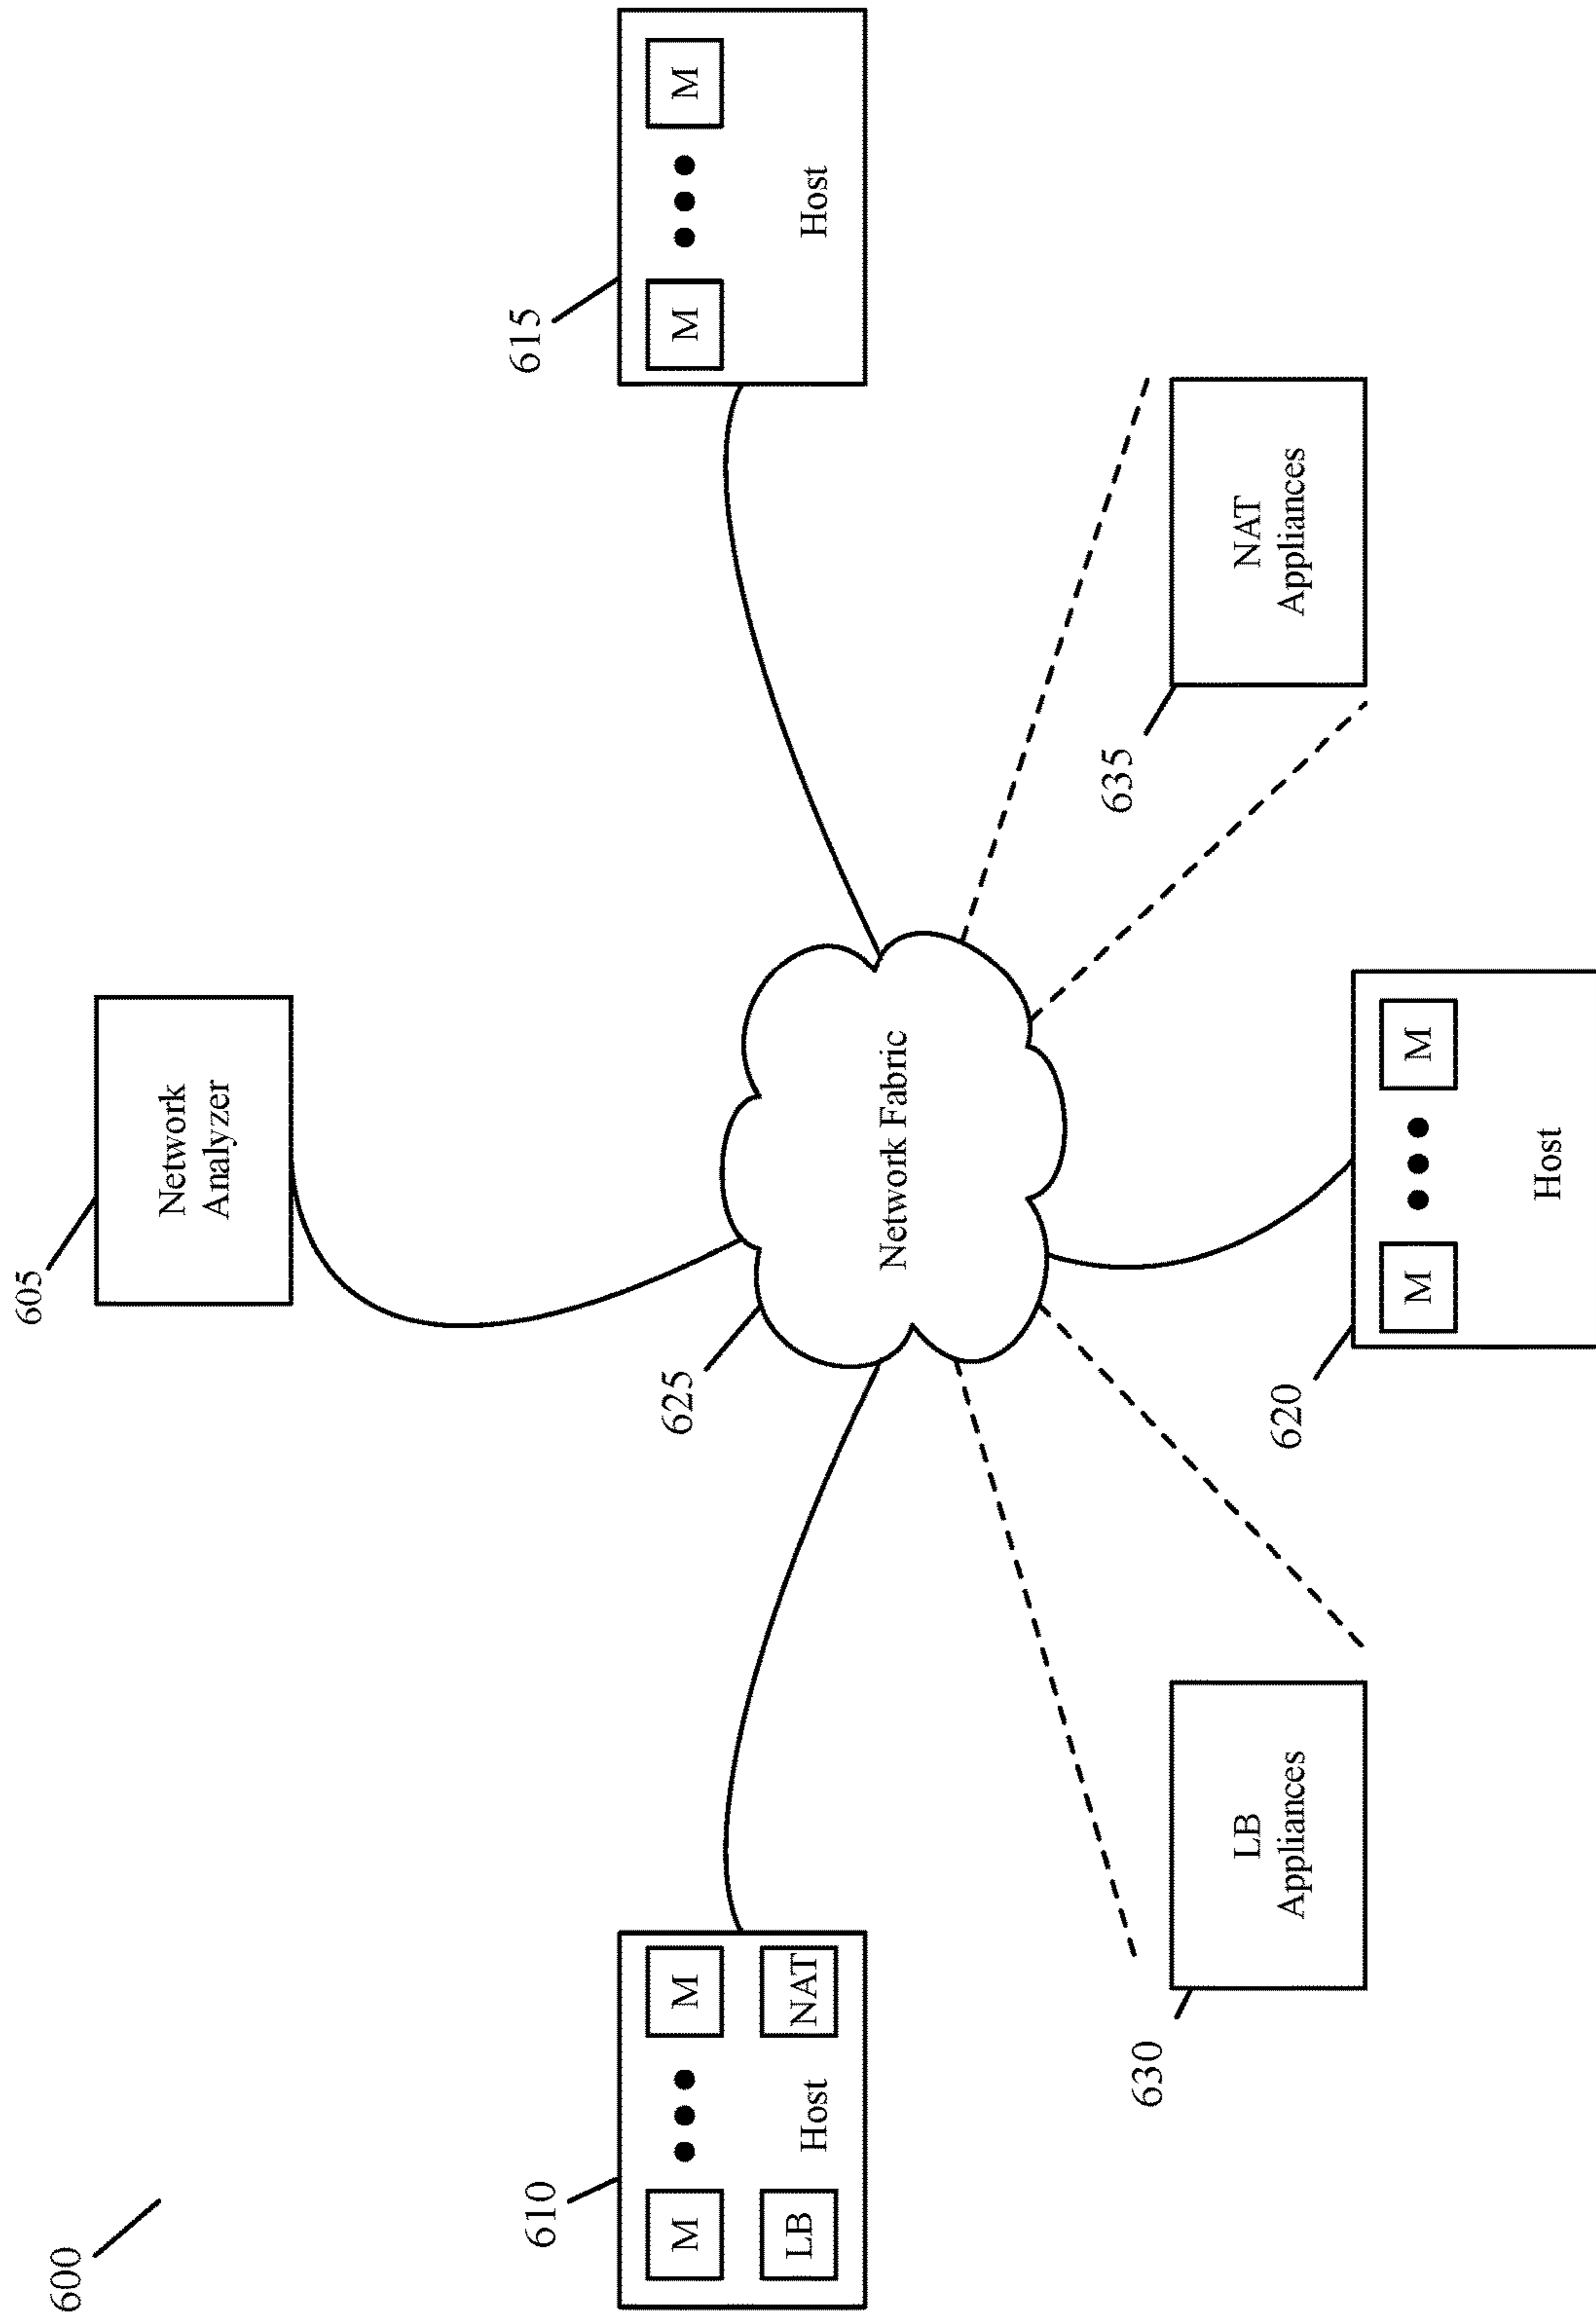 600
605
Network
Analyzer
610
M
M
LB
Host
NAT
615
M
M
Host
625
Network Fabric
630
LB
Appliances
620
M
M
Host
635
NAT
Appliances